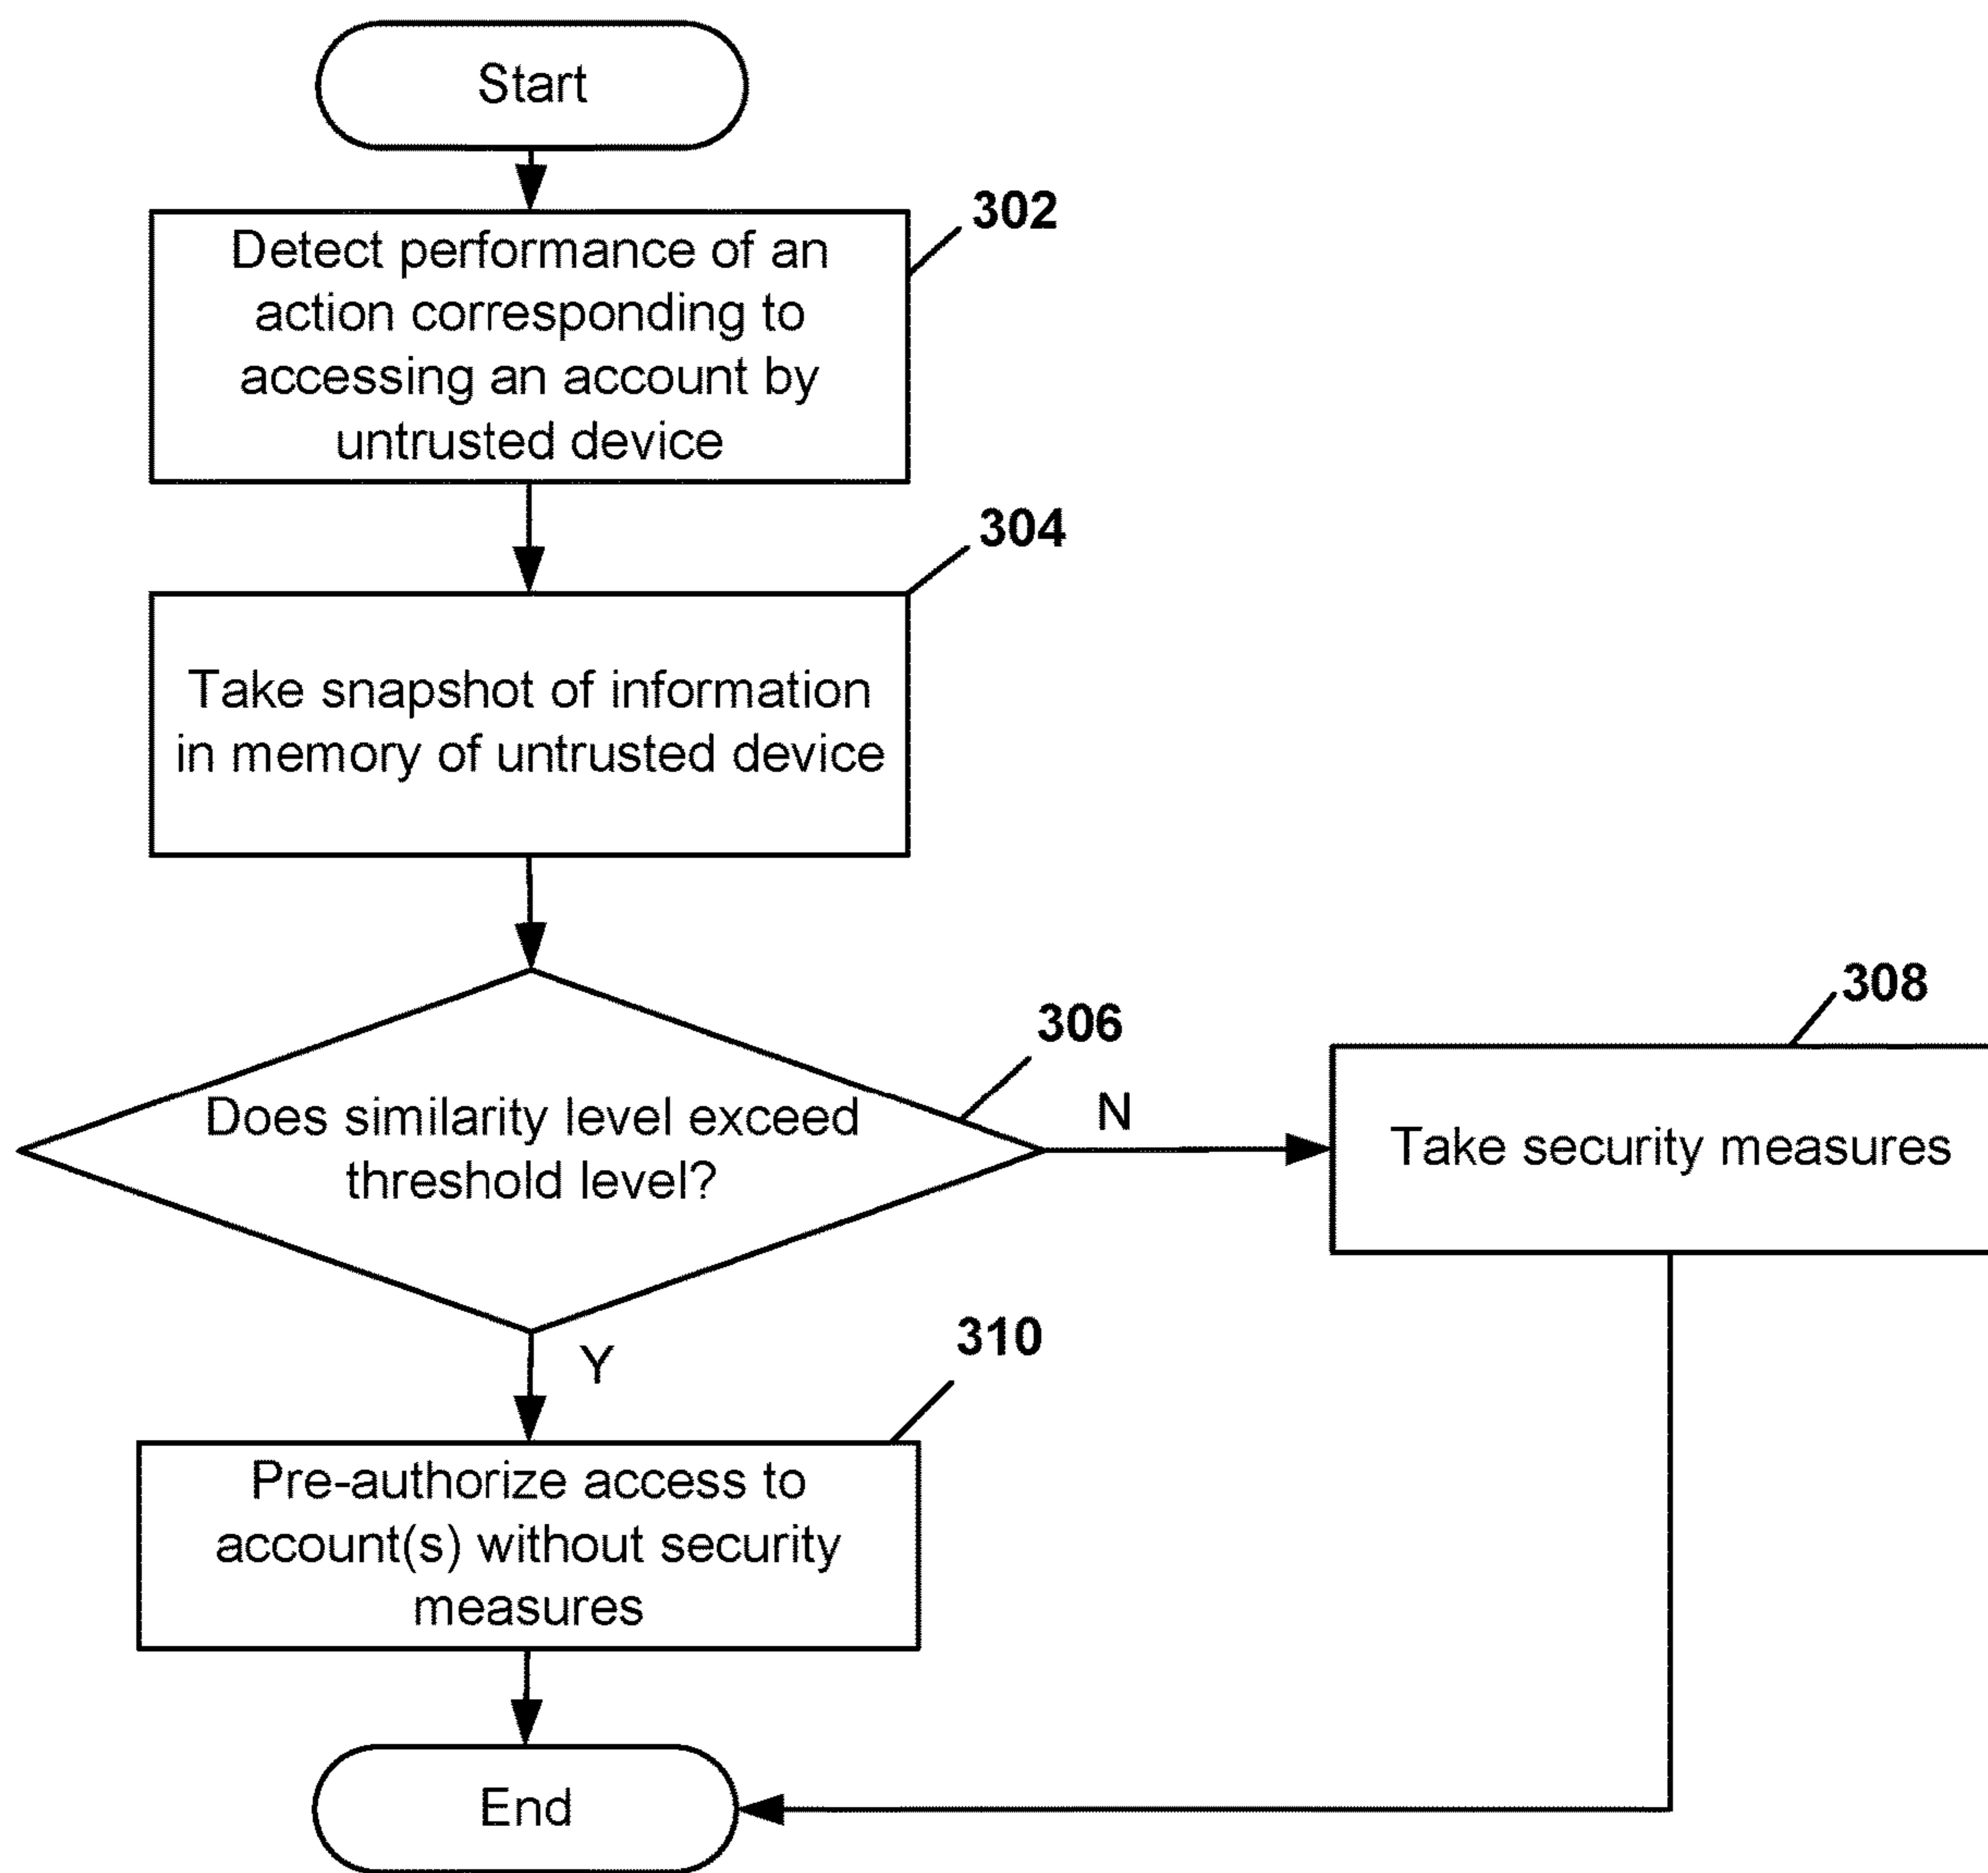 Start
302
Detect performance of an
action corresponding to
accessing an account by
untrusted device
304
Take snapshot of information
in memory of untrusted device
306
Does similarity level exceed
threshold level?
N
308
Take security measures
Y
310
Pre-authorize access to
account(s) without security
measures
End